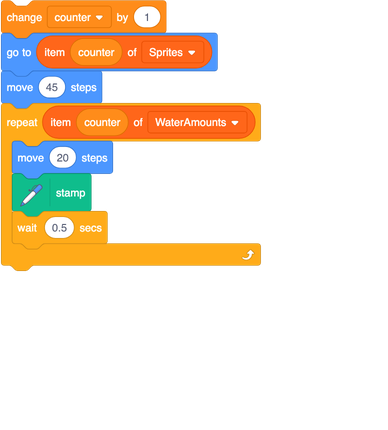 change counter by 1
go to item counter of Sprites
move 45 steps
repeat item counter of WaterAmounts
move 20 steps
stamp
wait 0.5 secs